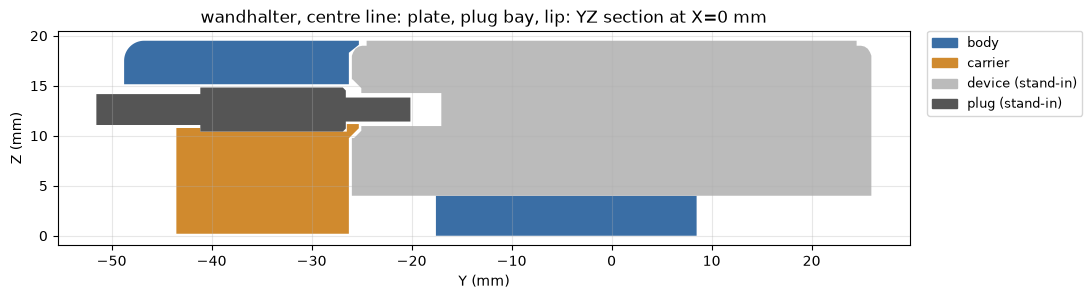 wandhalter, centre line: plate, plug bay, lip: YZ section at X=0 mm
20
15
10
5
0
Z (mm)
−50 −40 −30 −20 −10 0 10 20
Y (mm)
body
carrier
device (stand-in)
plug (stand-in)